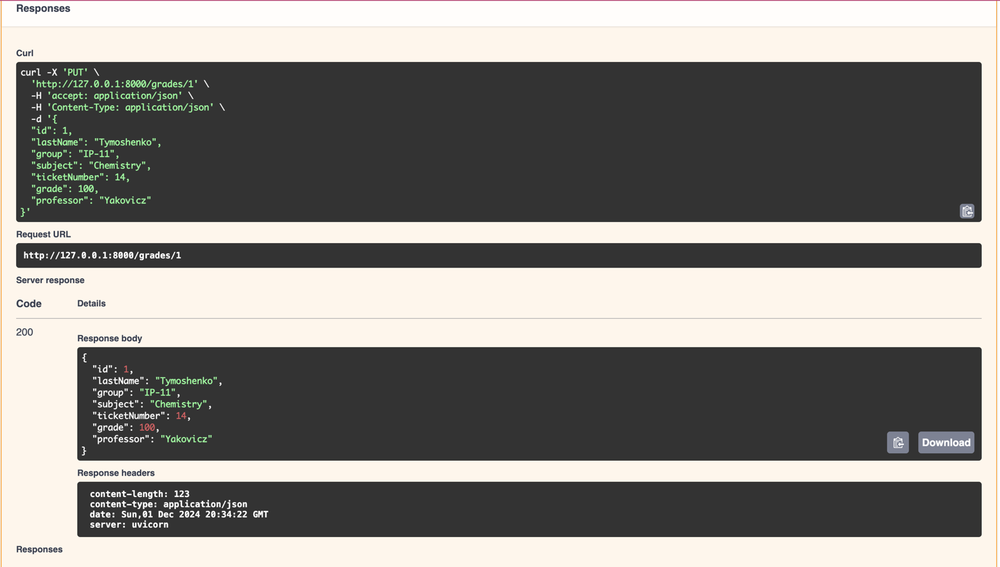 Responses
Curl
curl -X 'PUT' \
  'http://127.0.0.1:8000/grades/1' \
  -H 'accept: application/json' \
  -H 'Content-Type: application/json' \
  -d '{
  "id": 1,
  "lastName": "Tymoshenko",
  "group": "IP-11",
  "subject": "Chemistry",
  "ticketNumber": 14,
  "grade": 100,
  "professor": "Yakovicz"
}'
Request URL
http://127.0.0.1:8000/grades/1
Server response
Code Details
200
Response body
{
  "id": 1,
  "lastName": "Tymoshenko",
  "group": "IP-11",
  "subject": "Chemistry",
  "ticketNumber": 14,
  "grade": 100,
  "professor": "Yakovicz"
}
Download
Response headers
content-length: 123
content-type: application/json
date: Sun,01 Dec 2024 20:34:22 GMT
server: uvicorn
Responses